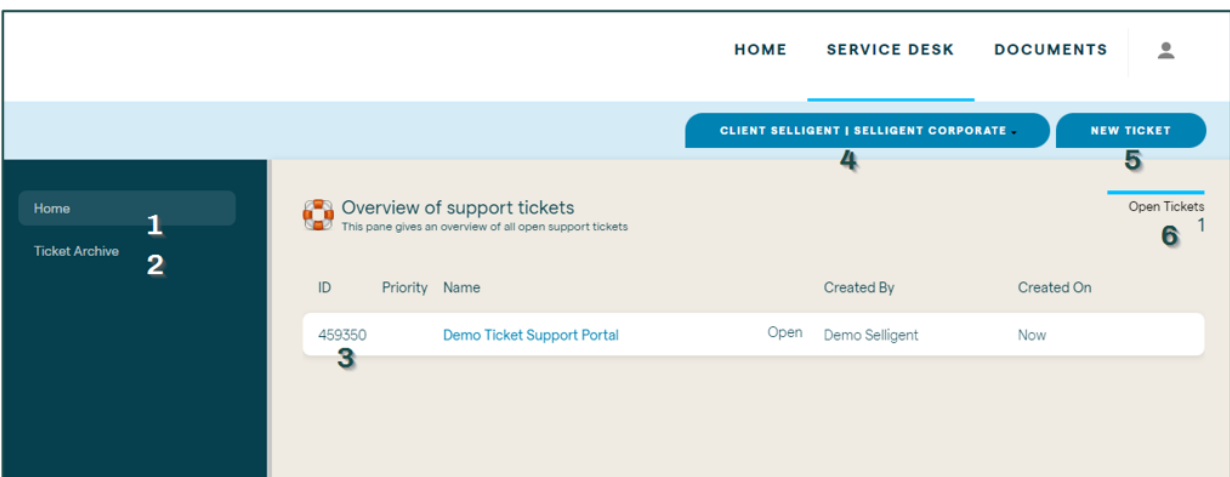 HOME SERVICE DESK DOCUMENTS
CLIENT SELLIGENT | SELLIGENT CORPORATE NEW TICKET
4 5
Home
1
Ticket Archive
2
Overview of support tickets
This pane gives an overview of all open support tickets
Open Tickets
1
6
ID Priority Name Created By Created On
459350 Demo Ticket Support Portal Open Demo Selligent Now
3